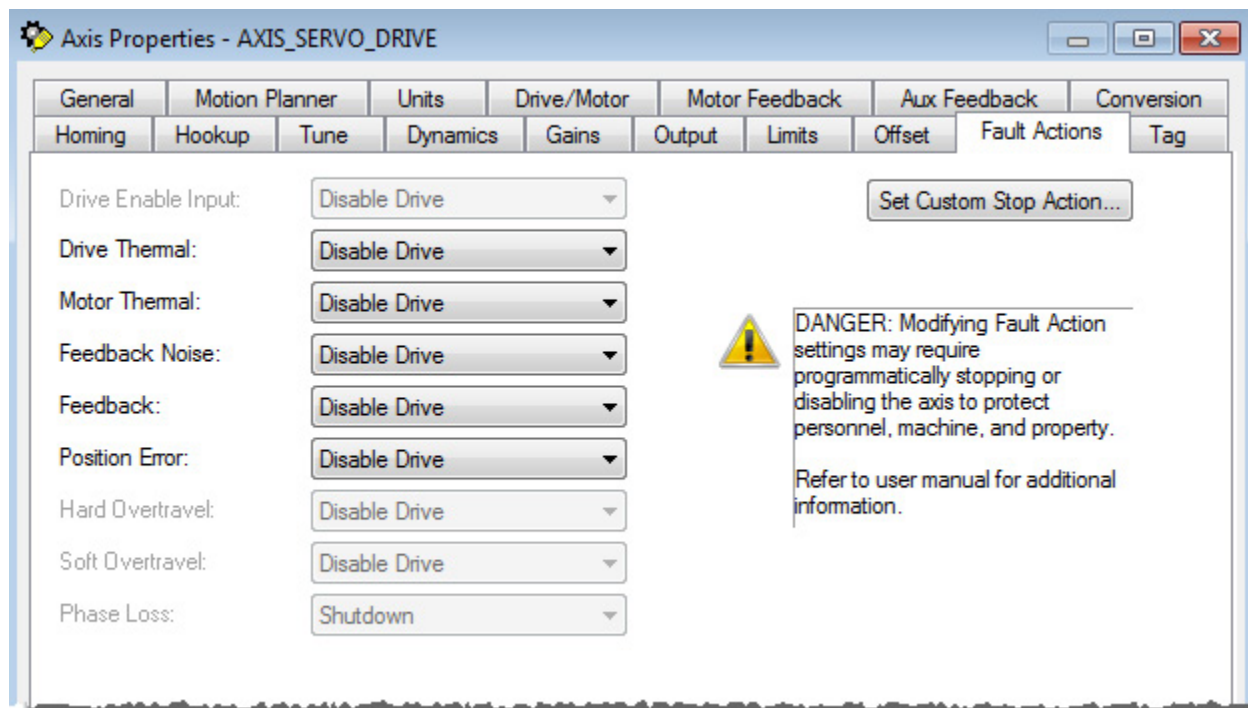 Axis Properties - AXIS_SERVO_DRIVE
General Motion Planner Units Drive/Motor Motor Feedback Aux Feedback Conversion
Homing Hookup Tune Dynamics Gains Output Limits Offset Fault Actions Tag
Drive Enable Input: Disable Drive Set Custom Stop Action...
Drive Thermal: Disable Drive
Motor Thermal: Disable Drive
Feedback Noise: Disable Drive
Feedback: Disable Drive
Position Error: Disable Drive
Hard Overtravel: Disable Drive
Soft Overtravel: Disable Drive
Phase Loss: Shutdown
DANGER: Modifying Fault Action
settings may require
programmatically stopping or
disabling the axis to protect
personnel, machine, and property.
Refer to user manual for additional
information.